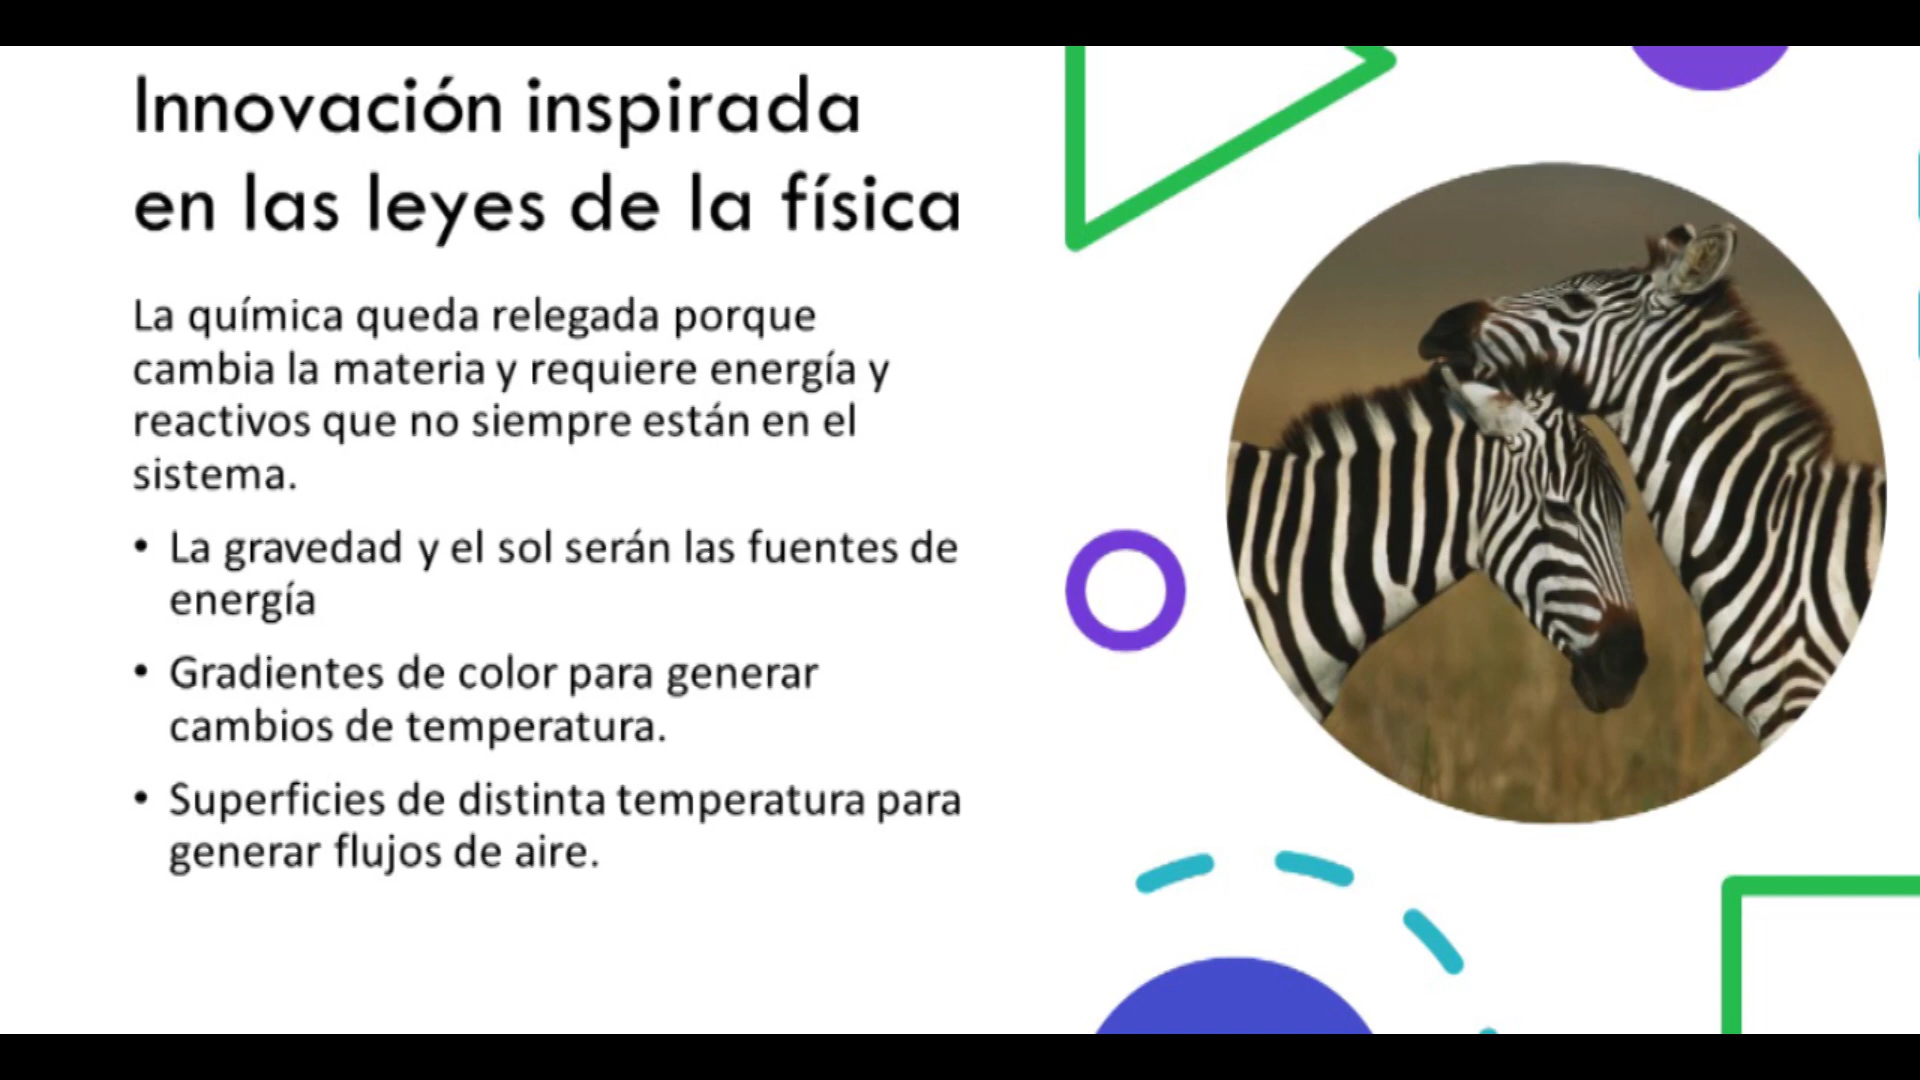 Innovación inspirada
en las leyes de la física
La química queda relegada porque
cambia la materia y requiere energía y
reactivos que no siempre están en el
sistema.
• La gravedad y el sol serán las fuentes de
energía
• Gradientes de color para generar
cambios de temperatura.
• Superficies de distinta temperatura para
generar flujos de aire.